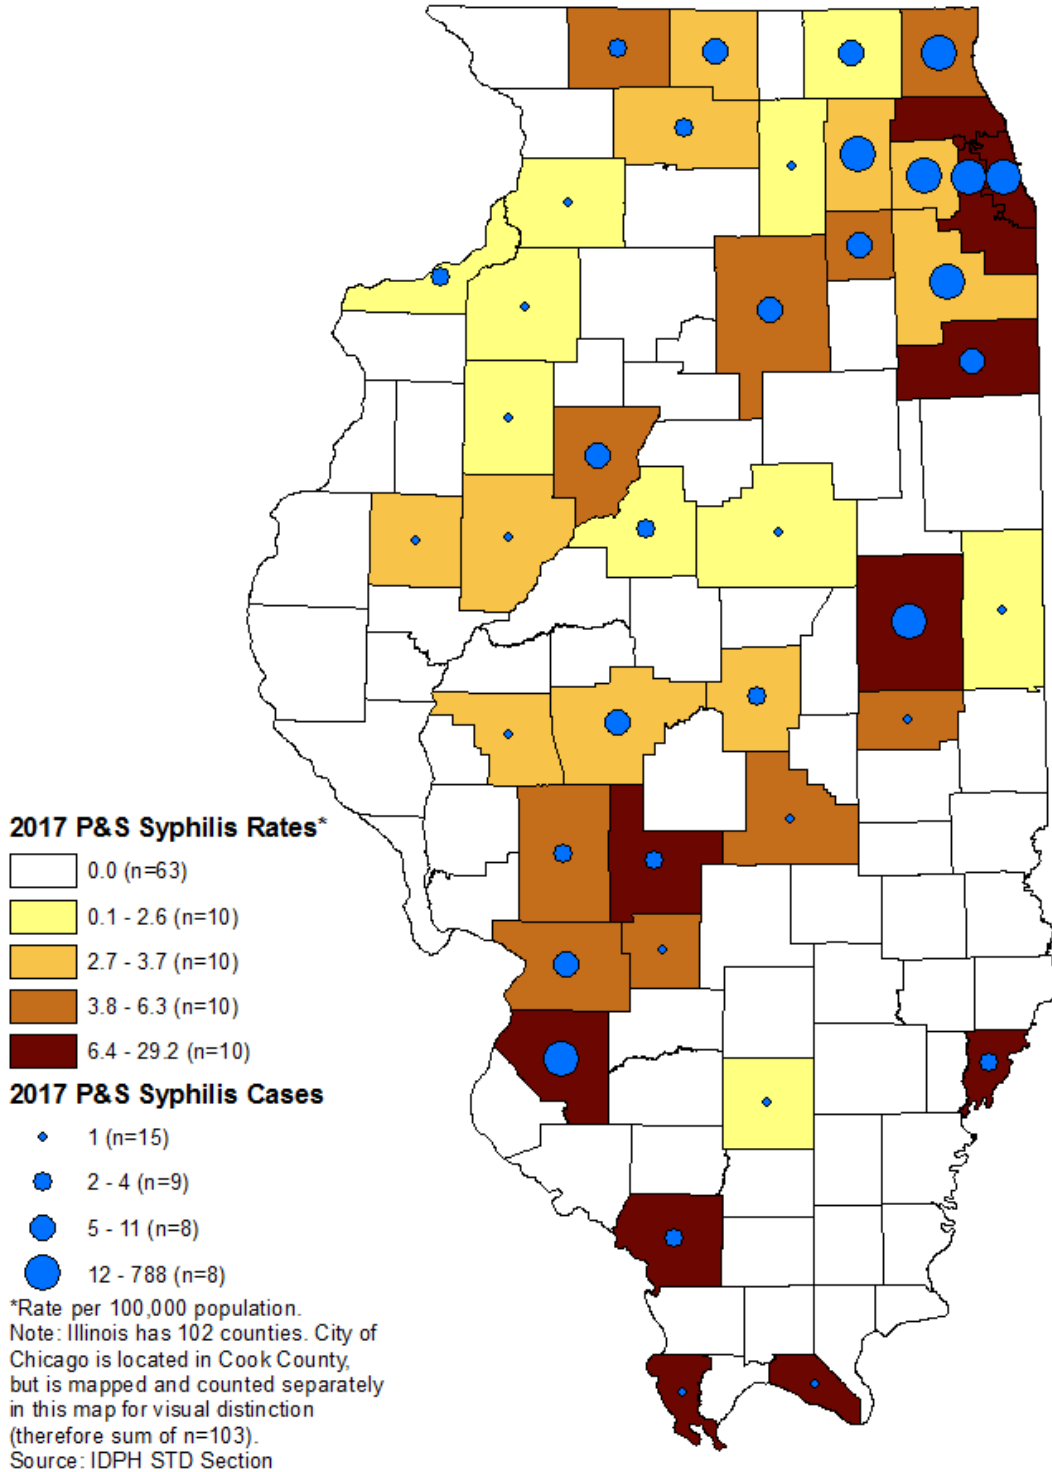 2017 P&S Syphilis Rates*
0.0 (n=63)
0.1 - 2.6 (n=10)
2.7 - 3.7 (n=10)
3.8 - 6.3 (n=10)
6.4 - 29.2 (n=10)
2017 P&S Syphilis Cases
1 (n=15)
2 - 4 (n=9)
5 - 11 (n=8)
12 - 788 (n=8)
*Rate per 100,000 population.
Note: Illinois has 102 counties. City of
Chicago is located in Cook County,
but is mapped and counted separately
in this map for visual distinction
(therefore sum of n=103).
Source: IDPH STD Section